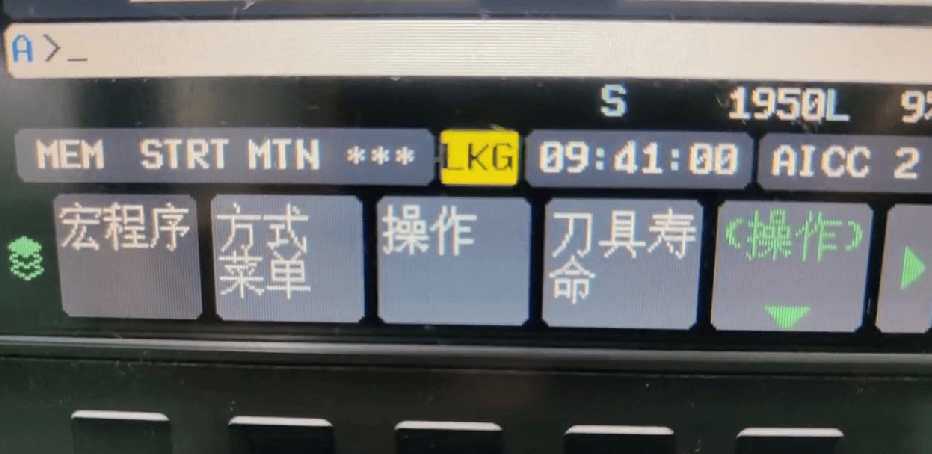 A>_
S 1950L 9%
MEM STRT MTN *** LKG 09:41:00 AICC 2
宏程序 方式 操作 刀具寿 (操作)
菜单 命